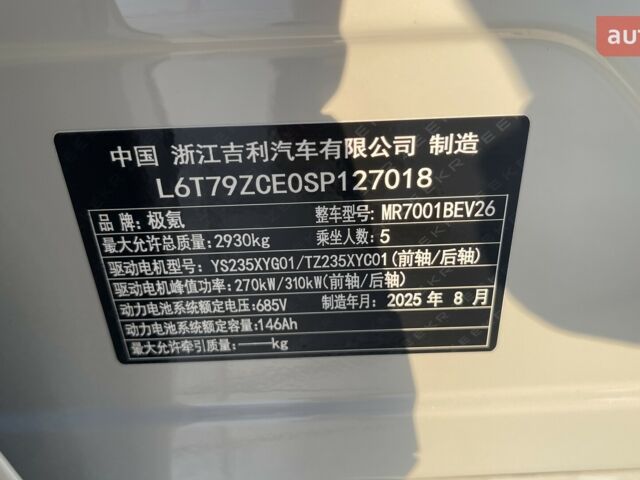 au
中国 浙江吉利汽车有限公司 制造
L6T79ZCE0SP127018
品牌:极氪 整车型号:MR7001BEV26
最大允许总质量:2930kg 乘坐人数:5
驱动电机型号:YS235XYG01/TZ235XYC01(前轴/后轴)
驱动电机峰值功率:270kW/310kW(前轴/后轴)
动力电池系统额定电压:685V 制造年月:2025年8月
动力电池系统额定容量:146Ah
最大允许牵引质量:——kg